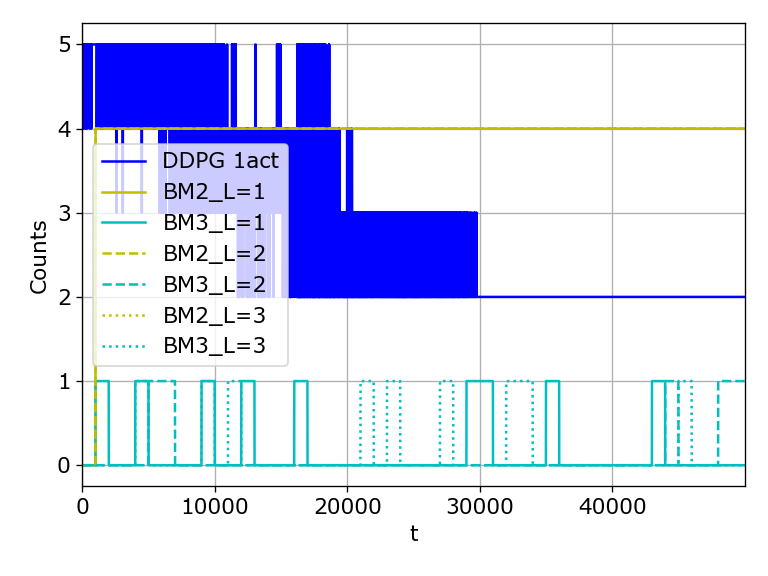 5
4
3
2
1
0
Counts
DDPG 1act
BM2_L=1
BM3_L=1
BM2_L=2
BM3_L=2
BM2_L=3
BM3_L=3
0 10000 20000 30000 40000
t